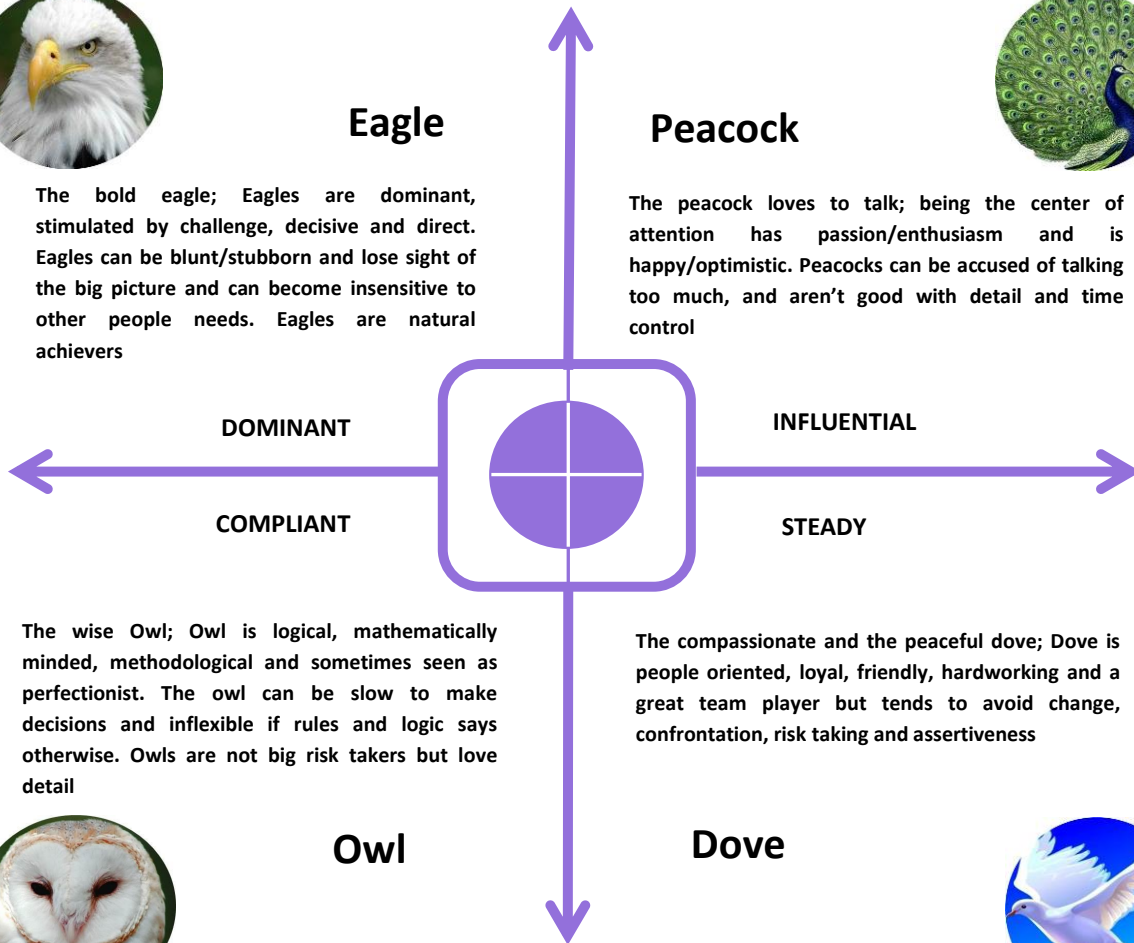 Eagle
The bold eagle; Eagles are dominant,
stimulated by challenge, decisive and direct.
Eagles can be blunt/stubborn and lose sight of
the big picture and can become insensitive to
other people needs. Eagles are natural
achievers
DOMINANT
Peacock
The peacock loves to talk; being the center of
attention has passion/enthusiasm and is
happy/optimistic. Peacocks can be accused of talking
too much, and aren’t good with detail and time
control
INFLUENTIAL
COMPLIANT
The wise Owl; Owl is logical, mathematically
minded, methodological and sometimes seen as
perfectionist. The owl can be slow to make
decisions and inflexible if rules and logic says
otherwise. Owls are not big risk takers but love
detail
Owl
STEADY
The compassionate and the peaceful dove; Dove is
people oriented, loyal, friendly, hardworking and a
great team player but tends to avoid change,
confrontation, risk taking and assertiveness
Dove